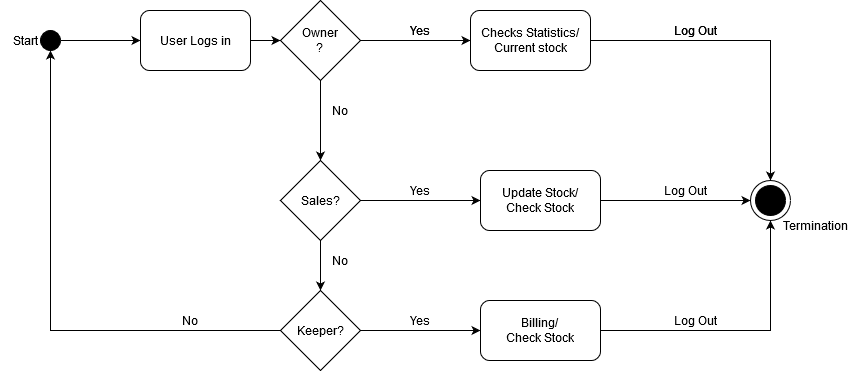 Start
User Logs in
Owner
?
Yes
Checks Statistics/
Current stock
Log Out
No
Sales?
Yes
Update Stock/
Check Stock
Log Out
Termination
No
No
Keeper?
Yes
Billing/
Check Stock
Log Out